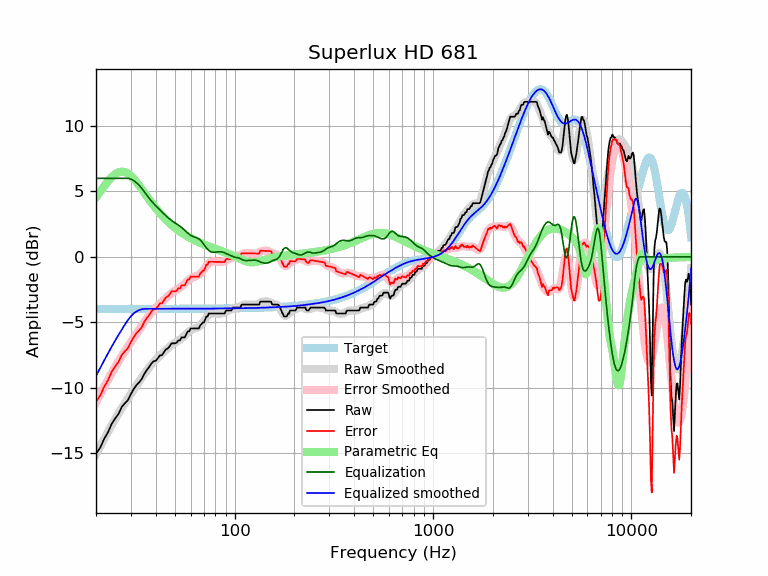 Superlux HD 681
Amplitude (dBr)
10
5
0
−5
−10
−15
Target
Raw Smoothed
Error Smoothed
Raw
Error
Parametric Eq
Equalization
Equalized smoothed
100
1000
10000
Frequency (Hz)